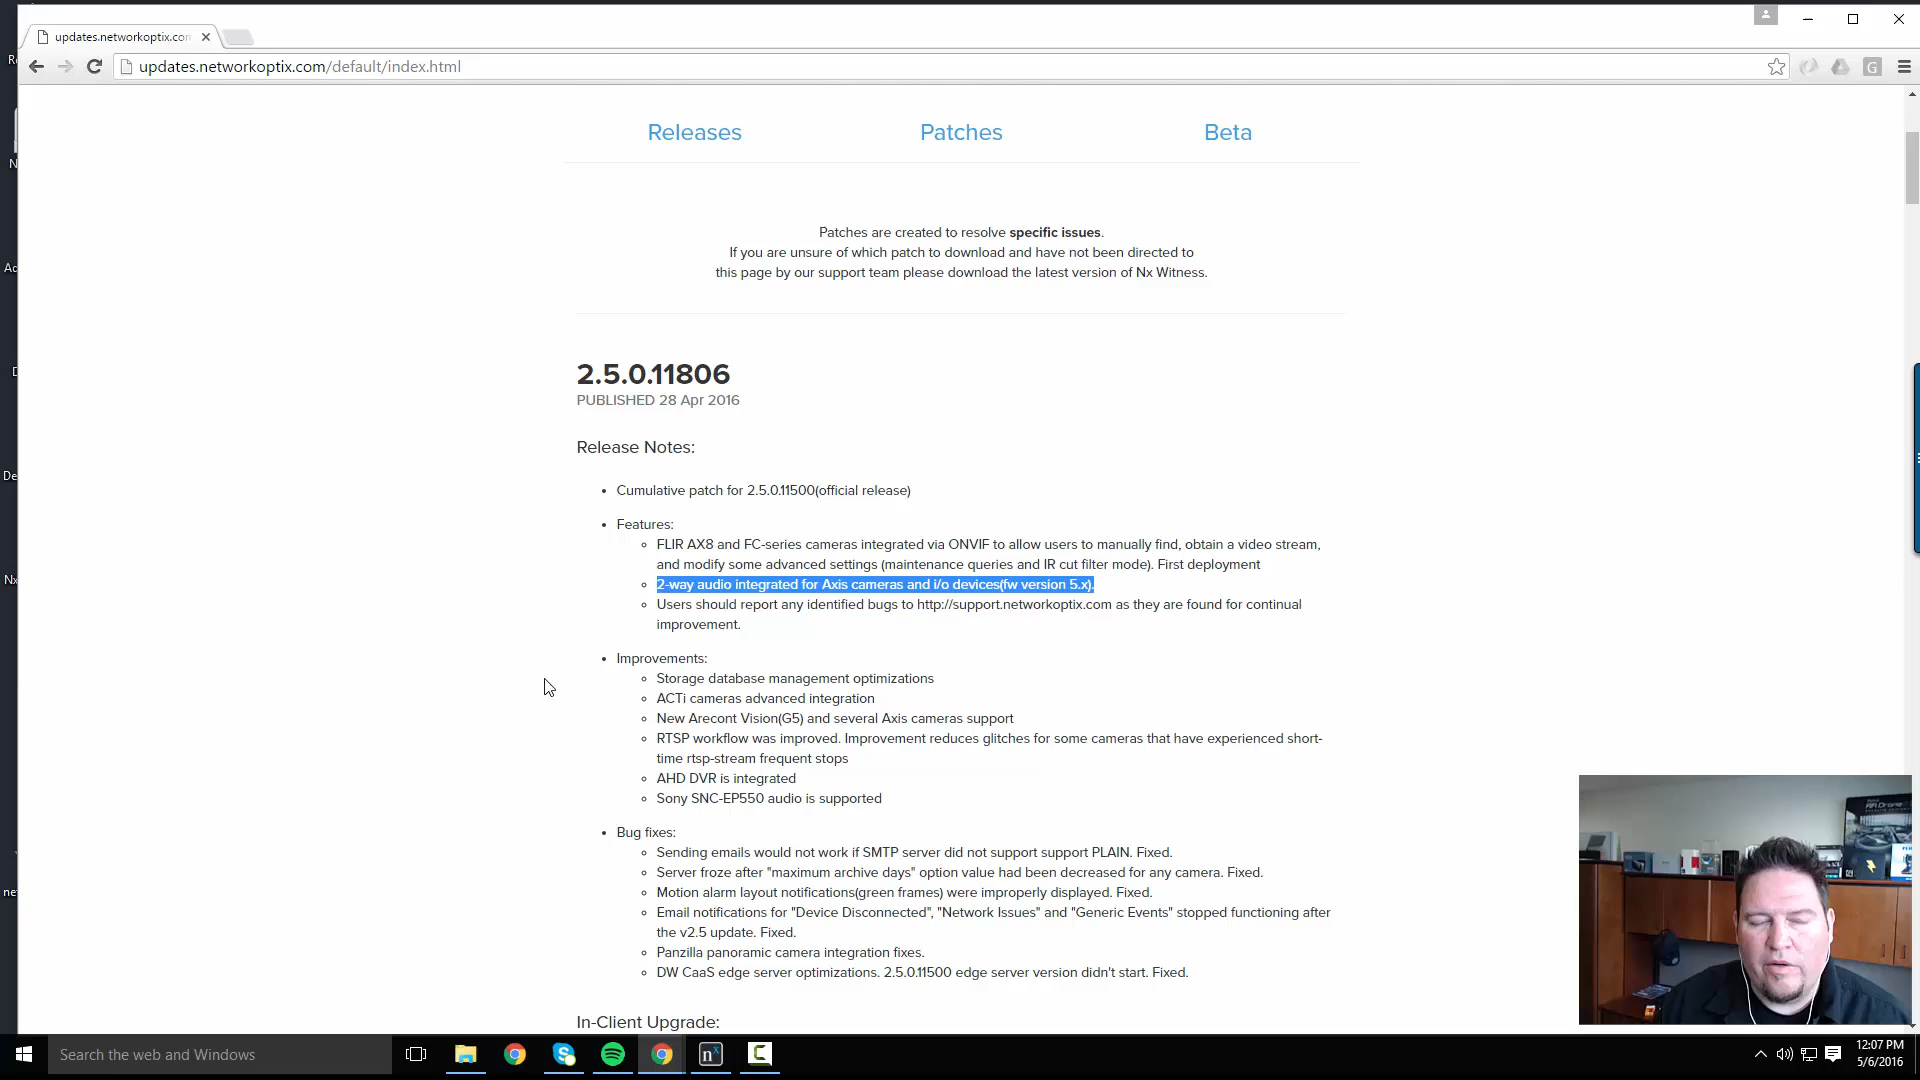 updates.networkoptix.com
updates.networkoptix.com/default/index.html
G
Releases
Patches
Beta
Patches are created to resolve specific issues.
If you are unsure of which patch to download and have not been directed to
this page by our support team please download the latest version of Nx Witness.
2.5.0.11806
PUBLISHED 28 Apr 2016
Release Notes:
Cumulative patch for 2.5.0.11500(official release)
Features:
FLIR AX8 and FC-series cameras integrated via ONVIF to allow users to manually find, obtain a video stream,
and modify some advanced settings (maintenance queries and IR cut filter mode). First deployment
2-way audio integrated for Axis cameras and i/o devices(fw version 5.x).
Users should report any identified bugs to http://support.networkoptix.com as they are found for continual
improvement.
Improvements:
Storage database management optimizations
ACTi cameras advanced integration
New Arecont Vision(G5) and several Axis cameras support
RTSP workflow was improved. Improvement reduces glitches for some cameras that have experienced short-
time rtsp-stream frequent stops
AHD DVR is integrated
Sony SNC-EP550 audio is supported
Bug fixes:
Sending emails would not work if SMTP server did not support support PLAIN. Fixed.
Server froze after "maximum archive days" option value had been decreased for any camera. Fixed.
Motion alarm layout notifications(green frames) were improperly displayed. Fixed.
Email notifications for "Device Disconnected", "Network Issues" and "Generic Events" stopped functioning after
the v2.5 update. Fixed.
Panzilla panoramic camera integration fixes.
DW CaaS edge server optimizations. 2.5.0.11500 edge server version didn't start. Fixed.
In-Client Upgrade:
Search the web and Windows
nx
C
12:07 PM
5/6/2016